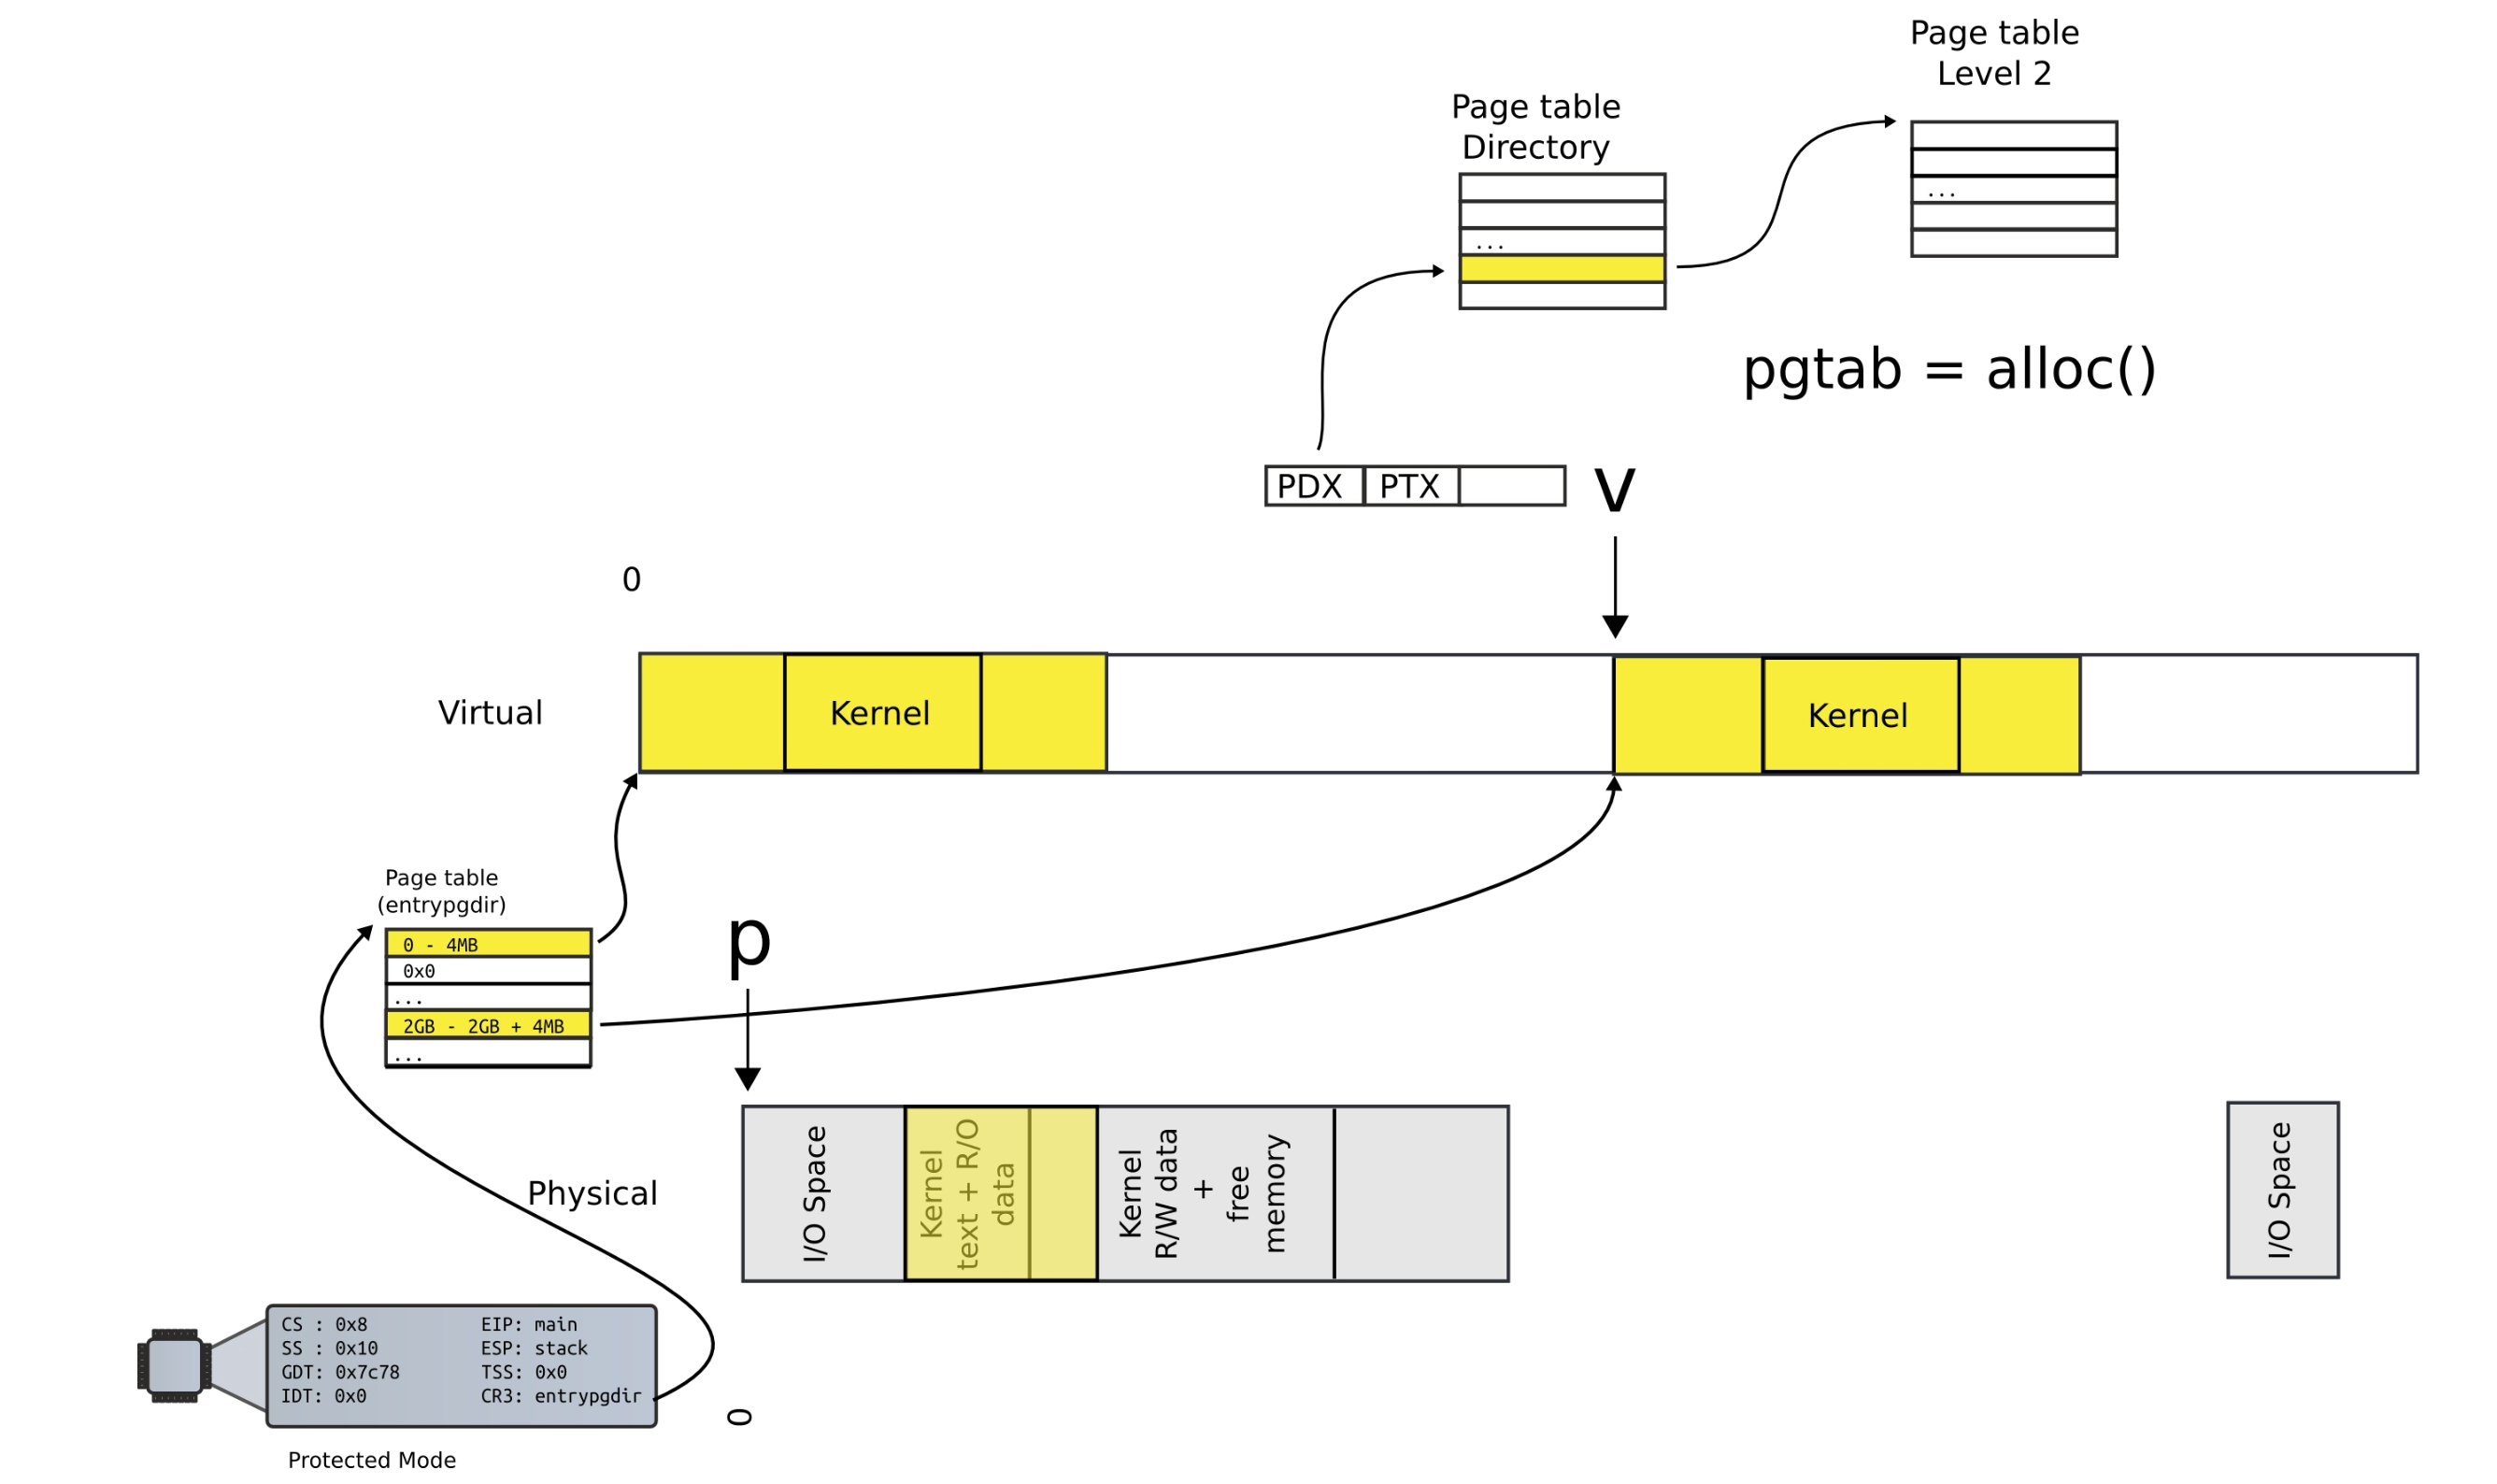 Page table
Level 2
Page table
Directory
...
...
pgtab = alloc()
PDX PTX
v
0
Virtual
Kernel
Kernel
Page table
(entrypgdir)
0 - 4MB
0x0
...
2GB - 2GB + 4MB
...
p
Physical
I/O Space
Kernel
text + R/O
data
Kernel
R/W data
+
free
memory
I/O Space
CS : 0x8 EIP: main
SS : 0x10 ESP: stack
GDT: 0x7c78 TSS: 0x0
IDT: 0x0 CR3: entrypgdir
0
Protected Mode